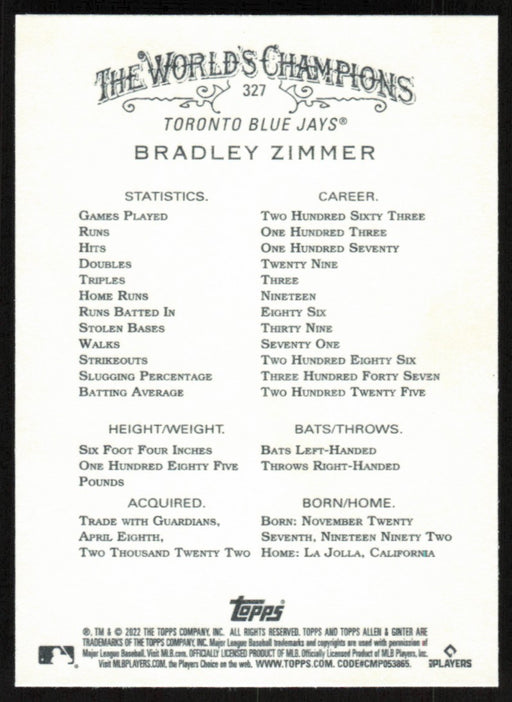 THE WORLD'S CHAMPIONS
327
TORONTO BLUE JAYS®
BRADLEY ZIMMER
STATISTICS. CAREER.
GAMES PLAYED TWO HUNDRED SIXTY THREE
RUNS ONE HUNDRED THREE
HITS ONE HUNDRED SEVENTY
DOUBLES TWENTY NINE
TRIPLES THREE
HOME RUNS NINETEEN
RUNS BATTED IN EIGHTY SIX
STOLEN BASES THIRTY NINE
WALKS SEVENTY ONE
STRIKEOUTS TWO HUNDRED EIGHTY SIX
SLUGGING PERCENTAGE THREE HUNDRED FORTY SEVEN
BATTING AVERAGE TWO HUNDRED TWENTY FIVE
HEIGHT/WEIGHT. BATS/THROWS.
SIX FOOT FOUR INCHES BATS LEFT-HANDED
ONE HUNDRED EIGHTY FIVE THROWS RIGHT-HANDED
POUNDS
ACQUIRED. BORN/HOME.
TRADE WITH GUARDIANS, BORN: NOVEMBER TWENTY
APRIL EIGHTH, SEVENTH, NINETEEN NINETY TWO
TWO THOUSAND TWENTY TWO HOME: LA JOLLA, CALIFORNIA
Topps
®, TM & © 2022 THE TOPPS COMPANY, INC. ALL RIGHTS RESERVED. TOPPS AND TOPPS ALLEN & GINTER ARE
TRADEMARKS OF THE TOPPS COMPANY, INC. Major League Baseball trademarks and copyrights are used with permission of
Major League Baseball. Visit MLB.com. OFFICIALLY LICENSED PRODUCT OF MLB. Officially Licensed Product of MLB Players, Inc.
Visit MLBPLAYERS.COM, the Players Choice on the web. WWW.TOPPS.COM. CODE#CMP053865.
PLAYERS